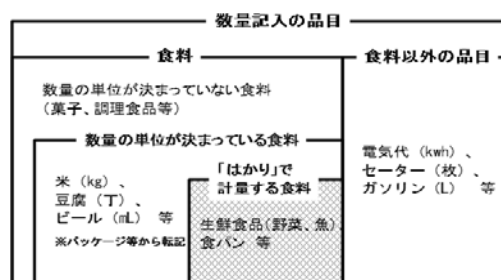 数量記入の品目
食料
食料以外の品目
数量の単位が決まっていない食料
(菓子、調理食品等)
数量の単位が決まっている食料
米 (kg) 、
豆腐 (丁) 、
ビール (mL) 等
※パッケージ等から転記
「はかり」で
計量する食料
生鮮食品(野菜、魚)
食パン 等
電気代 (kwh) 、
セーター (枚) 、
ガソリン (L) 等